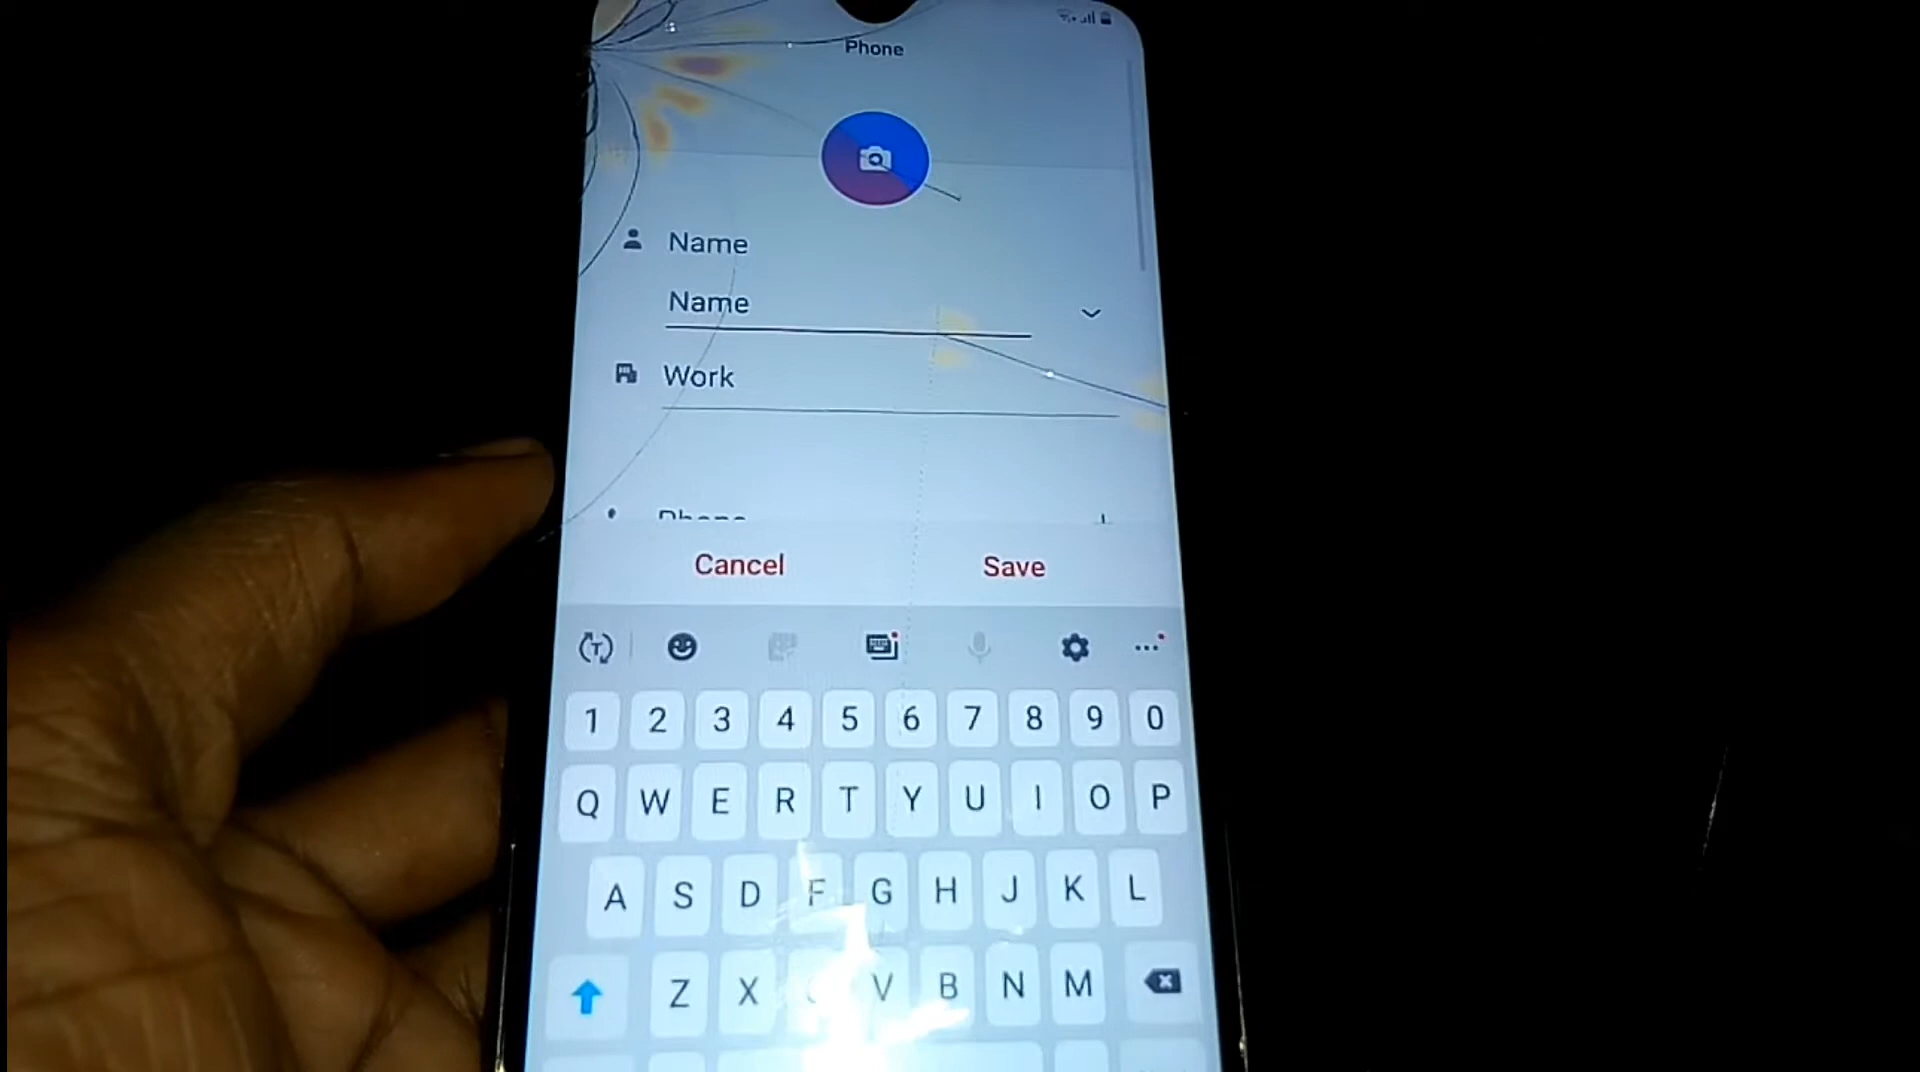 Phone
Name
Name
Work
Phone
Cancel Save
1 2 3 4 5 6 7 8 9 0
Q W E R T Y U I O P
A S D F G H J K L
Z X V B N M